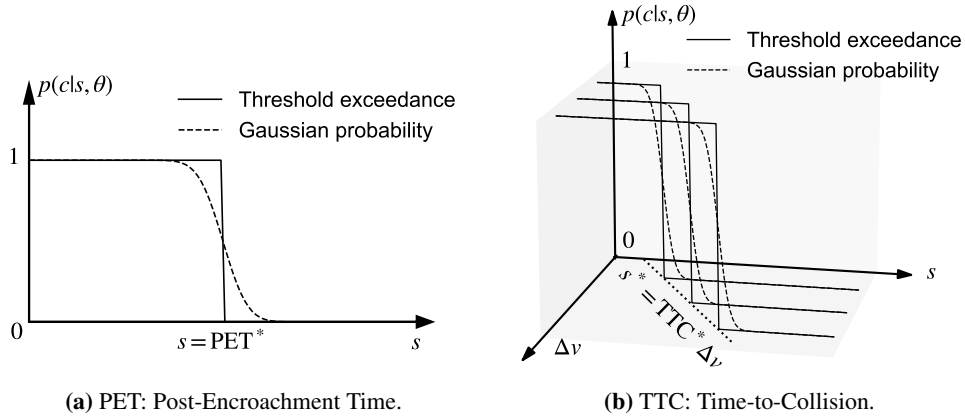 p(c|s, θ)
Threshold exceedance
Gaussian probability
1
0
s = PET*
s
(a) PET: Post-Encroachment Time.
p(c|s, θ)
Threshold exceedance
Gaussian probability
1
0
s
s* = TTC* Δv
Δv
(b) TTC: Time-to-Collision.